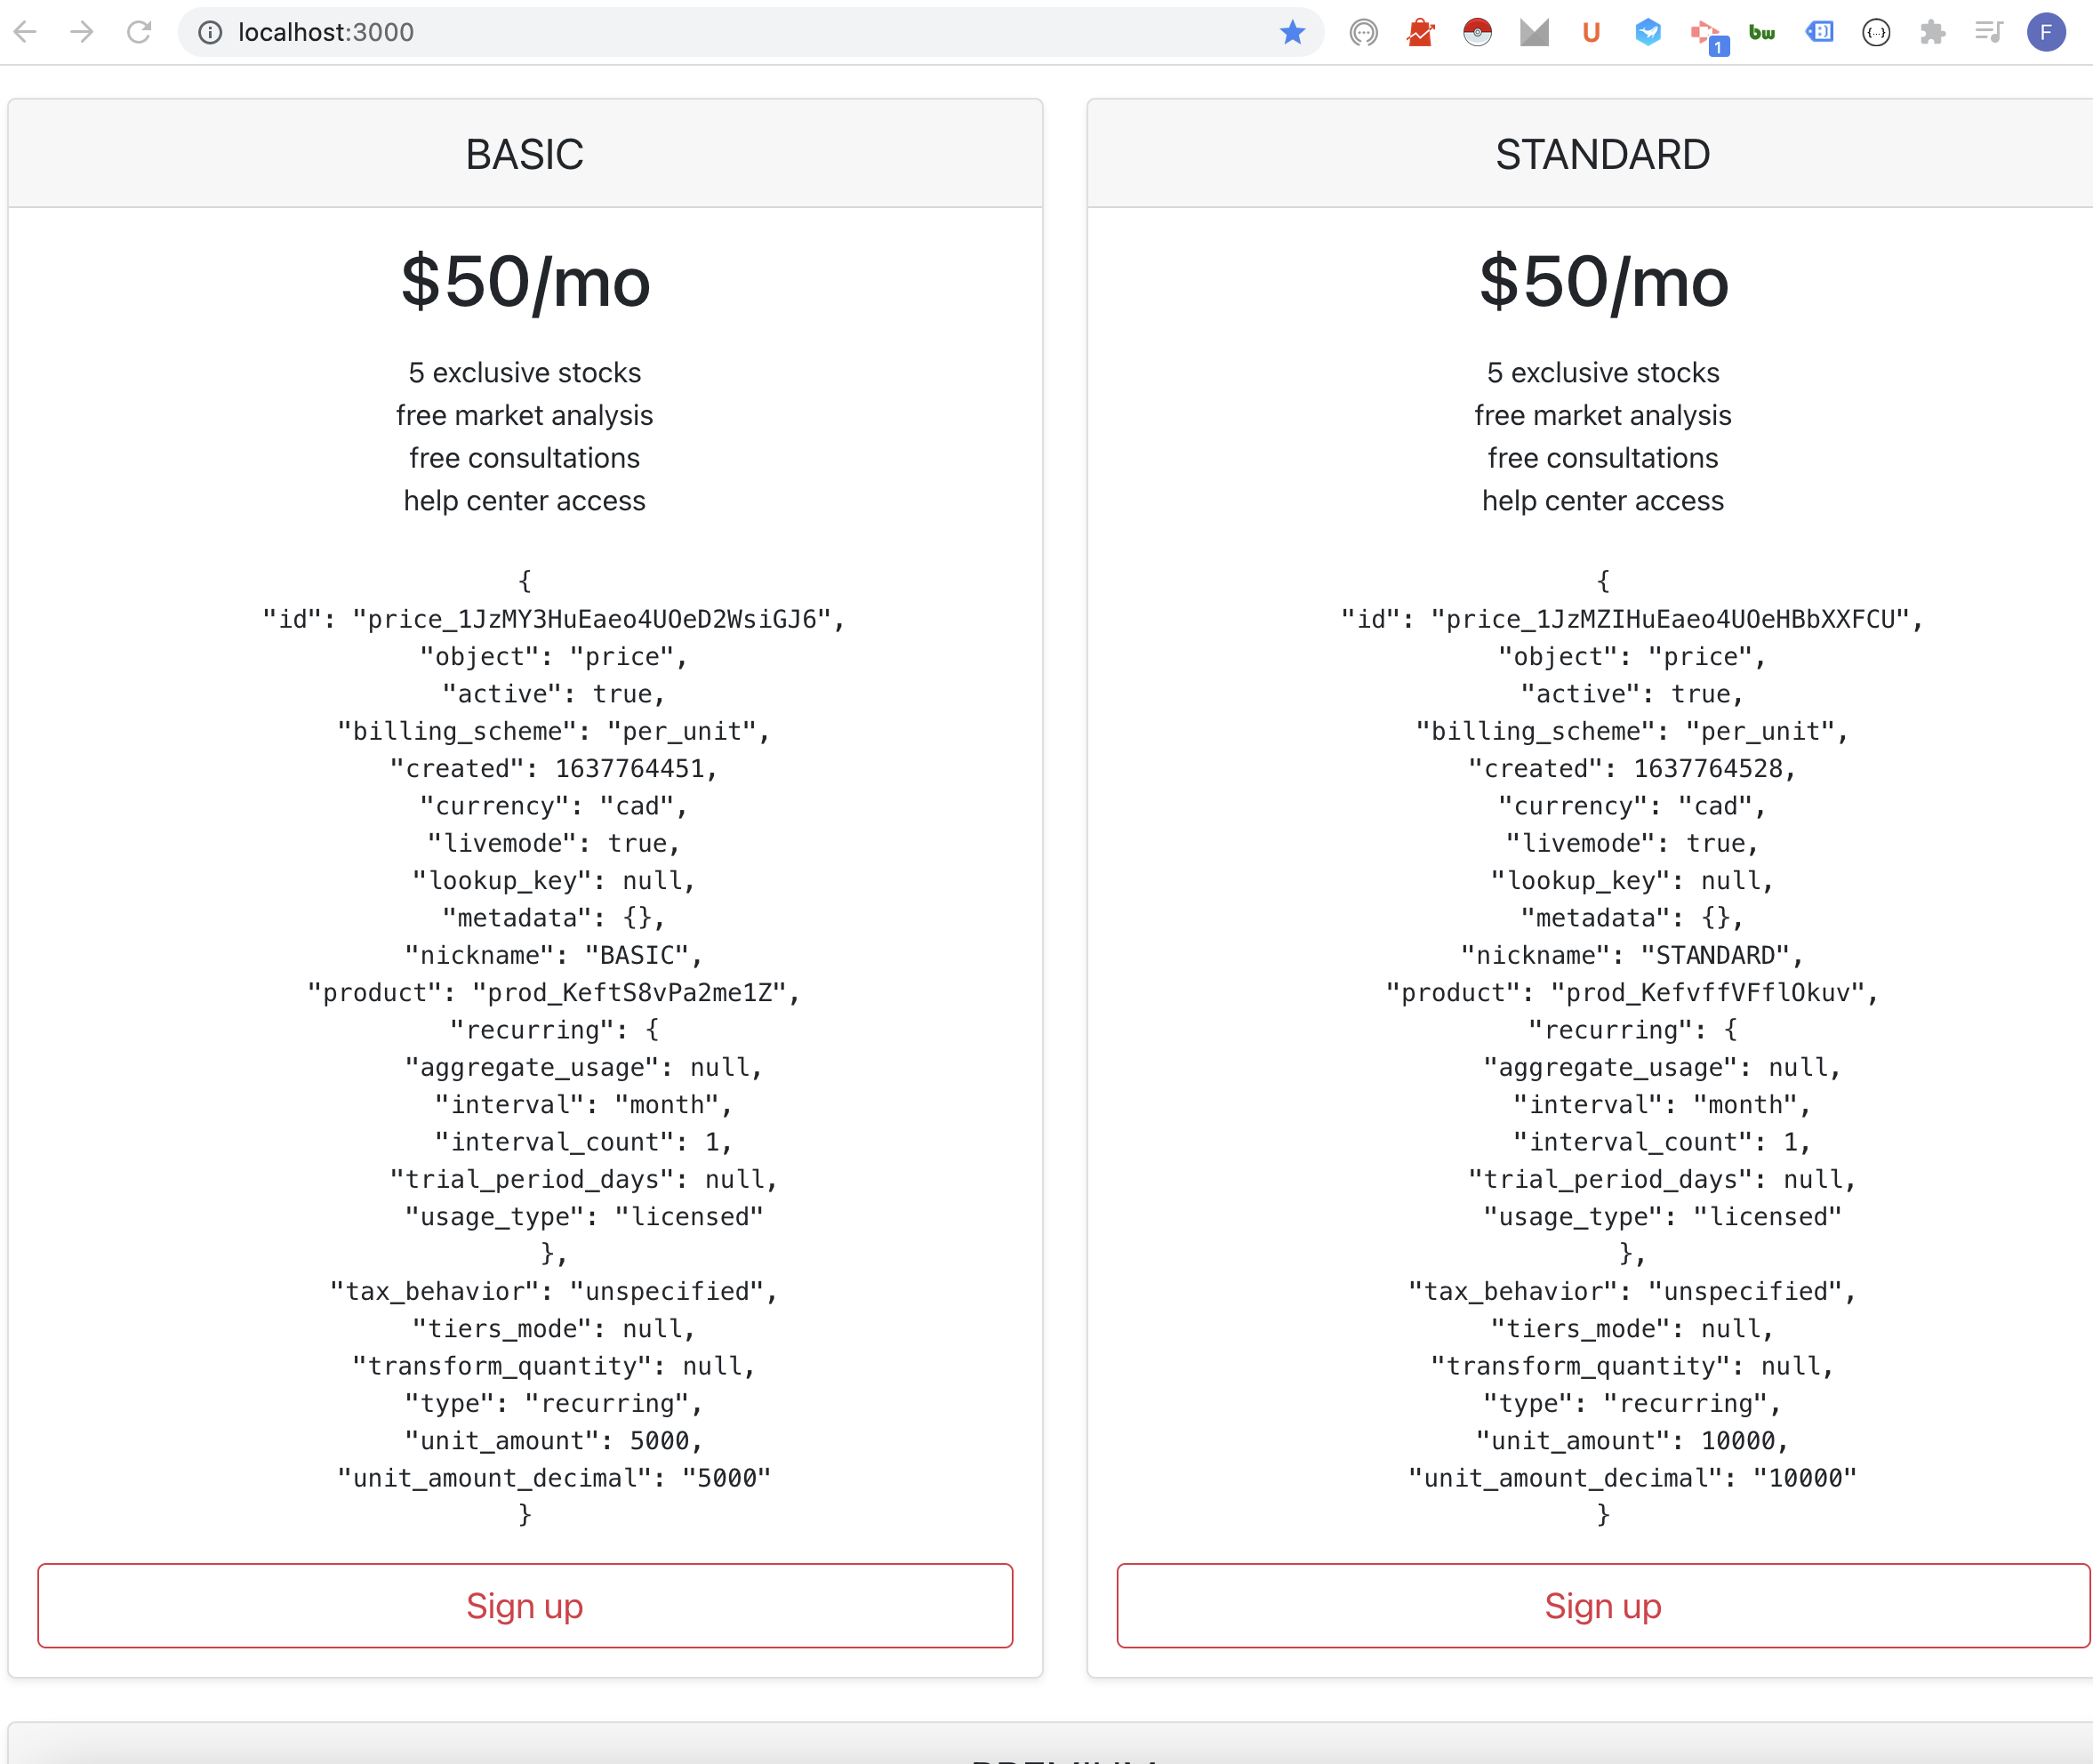 localhost:3000
U
1
bw
F
BASIC
$50/mo
5 exclusive stocks
free market analysis
free consultations
help center access
{
"id": "price_1JzMY3HuEaeo4UOeD2WsiGJ6",
"object": "price",
"active": true,
"billing_scheme": "per_unit",
"created": 1637764451,
"currency": "cad",
"livemode": true,
"lookup_key": null,
"metadata": {},
"nickname": "BASIC",
"product": "prod_KeftS8vPa2me1Z",
"recurring": {
"aggregate_usage": null,
"interval": "month",
"interval_count": 1,
"trial_period_days": null,
"usage_type": "licensed"
},
"tax_behavior": "unspecified",
"tiers_mode": null,
"transform_quantity": null,
"type": "recurring",
"unit_amount": 5000,
"unit_amount_decimal": "5000"
}
Sign up
STANDARD
$50/mo
5 exclusive stocks
free market analysis
free consultations
help center access
{
"id": "price_1JzMZIHuEaeo4UOeHBbXXFCU",
"object": "price",
"active": true,
"billing_scheme": "per_unit",
"created": 1637764528,
"currency": "cad",
"livemode": true,
"lookup_key": null,
"metadata": {},
"nickname": "STANDARD",
"product": "prod_KefvffVFflOkuv",
"recurring": {
"aggregate_usage": null,
"interval": "month",
"interval_count": 1,
"trial_period_days": null,
"usage_type": "licensed"
},
"tax_behavior": "unspecified",
"tiers_mode": null,
"transform_quantity": null,
"type": "recurring",
"unit_amount": 10000,
"unit_amount_decimal": "10000"
}
Sign up